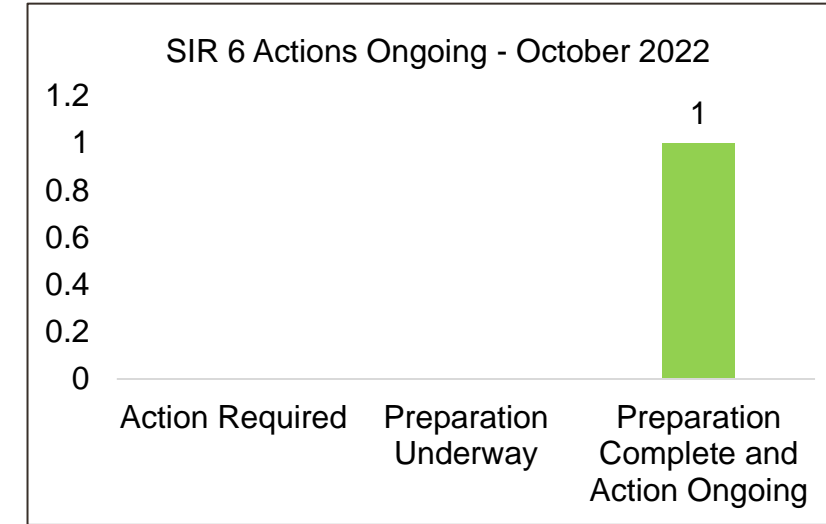 SIR 6 Actions Ongoing - October 2022
1.2
1
0.8
0.6
0.4
0.2
0
1
Action Required
Preparation
Underway
Preparation
Complete and
Action Ongoing